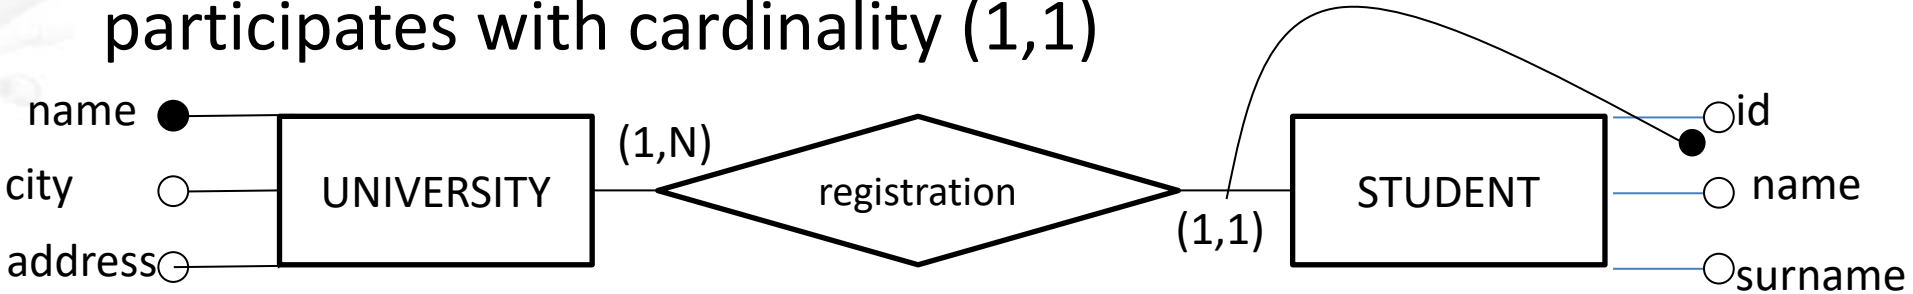 participates with cardinality (1,1)
name
city
address
UNIVERSITY
(1,N)
registration
(1,1)
STUDENT
id
name
surname